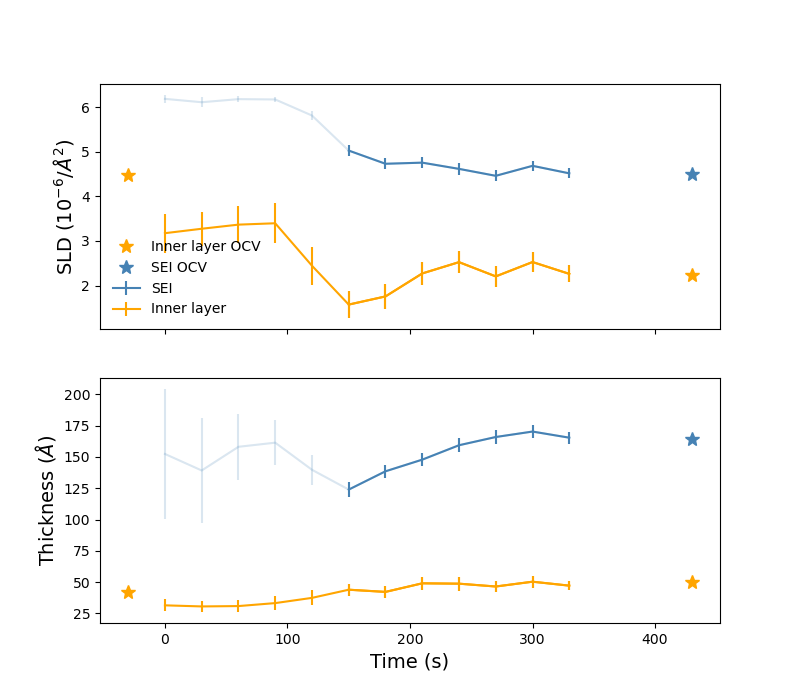 6
5
4
3
2
SLD (10⁻⁶/Å²)
Inner layer OCV
SEI OCV
SEI
Inner layer
200
175
150
125
100
75
50
25
Thickness (Å)
0 100 200 300 400
Time (s)